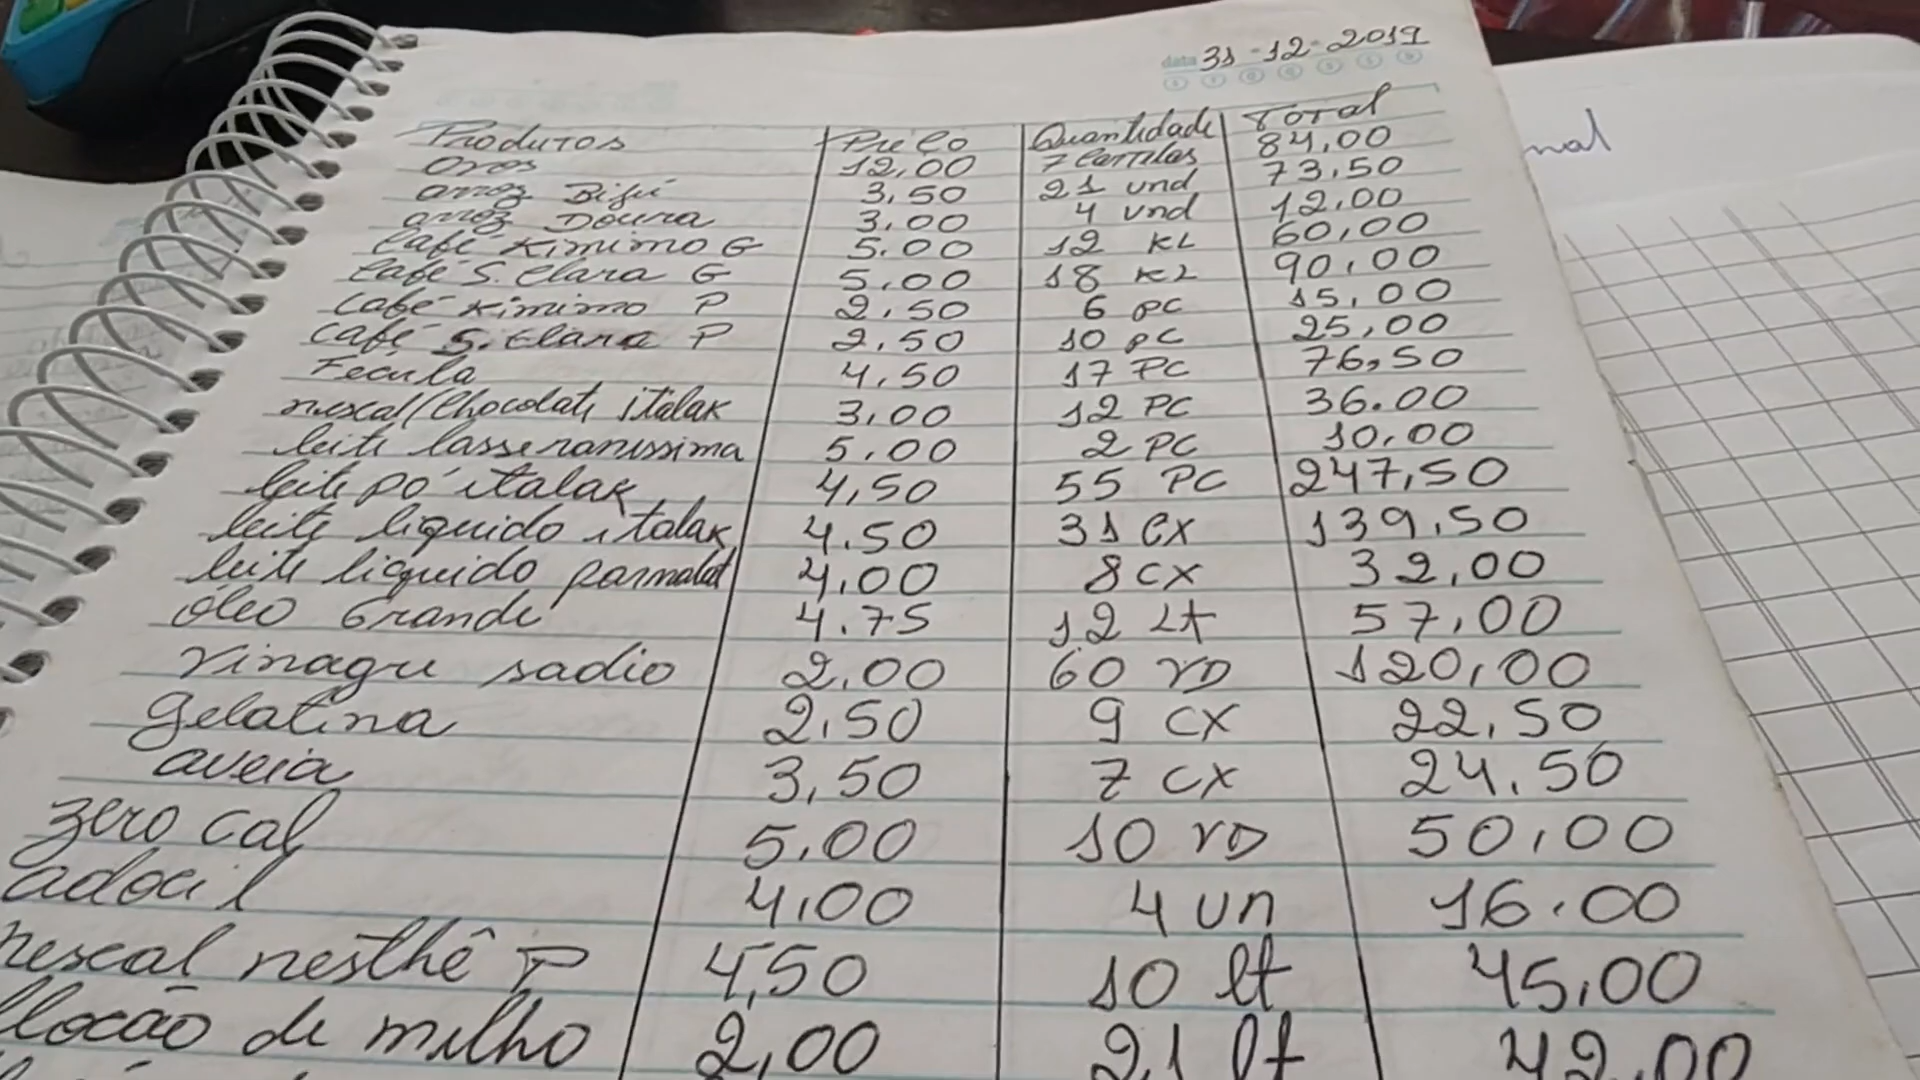 data 31-12-2019
Produtos Preço Quantidade Total
Ovos 12,00 7 Cartelas 84,00
arroz Biju 3,50 21 und 73,50
arroz Doura 3,00 4 und 12,00
Café Kimimo G 5.00 12 KL 60,00
Café S. Clara G 5,00 18 KL 90,00
Café Kimimo P 2,50 6 pc 15,00
Café S. Clara P 2,50 10 pc 25,00
Fécula 4,50 17 PC 76,50
nescal/Chocolate italak 3,00 12 PC 36.00
leite lasseranissima 5,00 2 PC 10,00
leite pó italak 4,50 55 PC 247,50
leite liquido italak 4.50 31 CX 139,50
leite liquido parmalat 4,00 8 CX 32,00
óleo Grande 4.75 12 Lt 57,00
vinagre sadio 2,00 60 VD 120,00
gelatina 2,50 9 CX 22,50
aveia 3,50 7 CX 24.50
zero cal 5,00 10 VD 50,00
adocil 4,00 4 un 16.00
nescal nesthê P 4,50 10 lt 45,00
flocão de milho 2,00 21 lt 42,00
nal